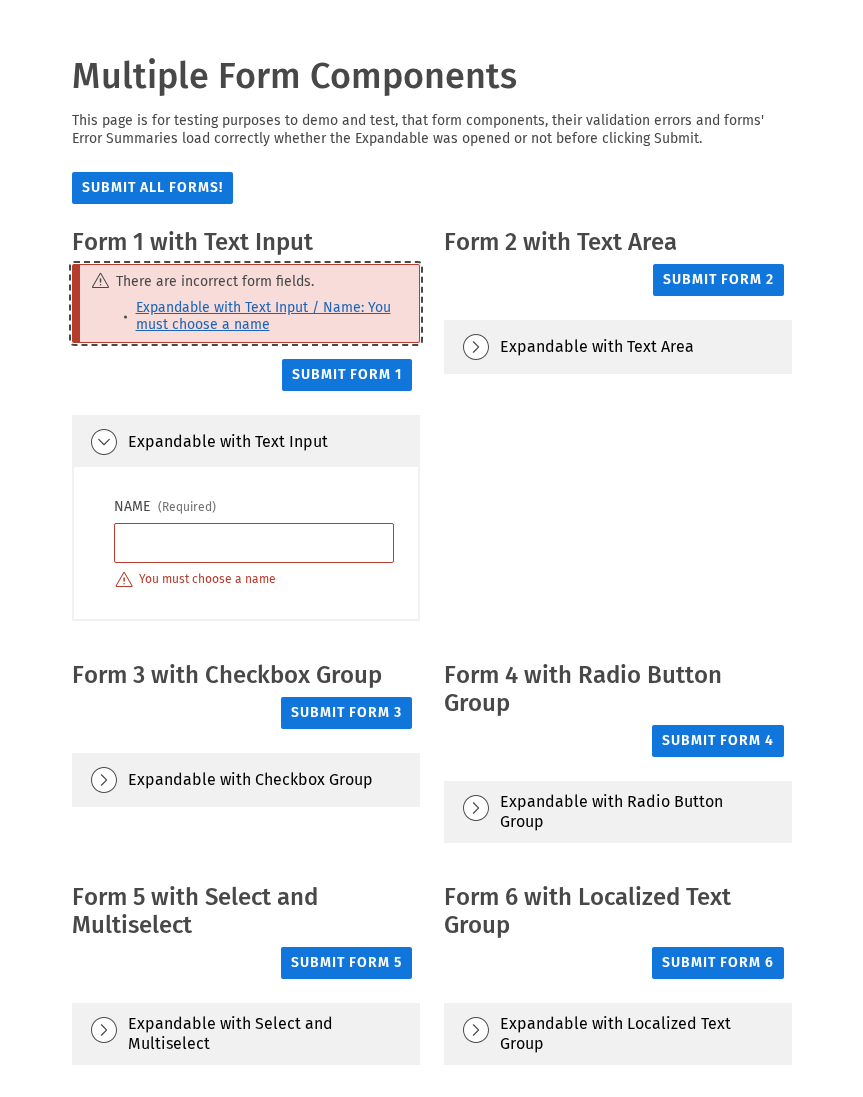 Multiple Form Components
This page is for testing purposes to demo and test, that form components, their validation errors and forms'
Error Summaries load correctly whether the Expandable was opened or not before clicking Submit.
SUBMIT ALL FORMS!
Form 1 with Text Input
There are incorrect form fields.
Expandable with Text Input / Name: You
must choose a name
SUBMIT FORM 1
Expandable with Text Input
NAME (Required)
You must choose a name
Form 2 with Text Area
SUBMIT FORM 2
Expandable with Text Area
Form 3 with Checkbox Group
SUBMIT FORM 3
Expandable with Checkbox Group
Form 4 with Radio Button
Group
SUBMIT FORM 4
Expandable with Radio Button
Group
Form 5 with Select and
Multiselect
SUBMIT FORM 5
Expandable with Select and
Multiselect
Form 6 with Localized Text
Group
SUBMIT FORM 6
Expandable with Localized Text
Group